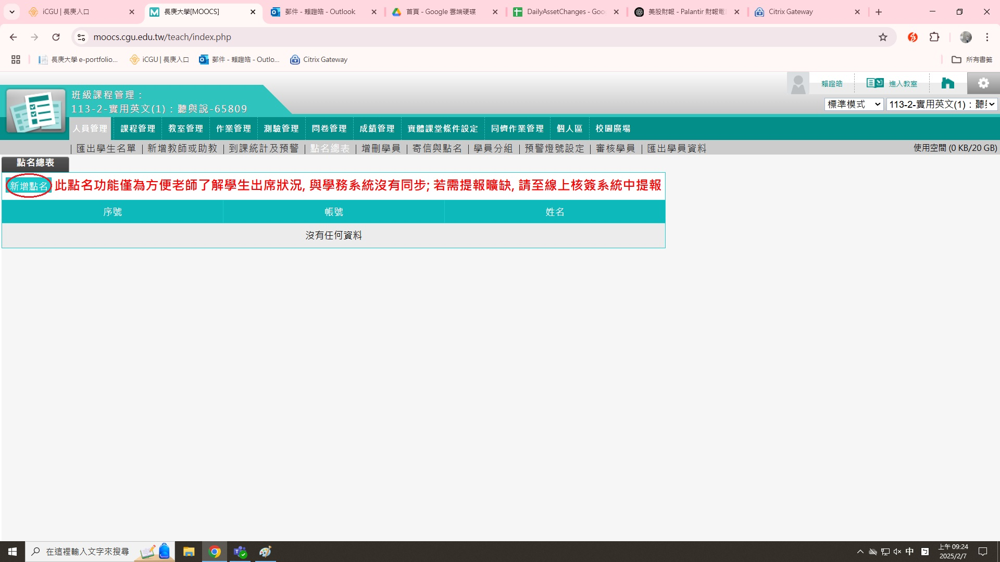 iCGU | 長庚入口
長庚大學[MOOCS]
郵件 - 賴證皓 - Outlook
首頁 - Google 雲端硬碟
DailyAssetChanges - Goo
美股財報 - Palantir 財報電
Citrix Gateway
moocs.cgu.edu.tw/teach/index.php
長庚大學 e-portfolio...
iCGU | 長庚入口
郵件 - 賴證皓 - Outlo...
Citrix Gateway
所有書籤
賴證皓
進入教室
班級課程管理：
113-2-實用英文(1)：聽與說-65809
標準模式
113-2-實用英文(1)：聽
人員管理
課程管理
教室管理
作業管理
測驗管理
問卷管理
成績管理
實體課堂條件設定
同儕作業管理
個人區
校園廣場
| 匯出學生名單 | 新增教師或助教 | 到課統計及預警 | 點名總表 | 增刪學員 | 寄信與點名 | 學員分組 | 預警燈號設定 | 審核學員 | 匯出學員資料
使用空間 (0 KB/20 GB)
點名總表
新增點名 此點名功能僅為方便老師了解學生出席狀況, 與學務系統沒有同步; 若需提報曠缺, 請至線上核簽系統中提報
序號
帳號
姓名
沒有任何資料
在這裡輸入文字來搜尋
中
上午 09:24
2025/2/7